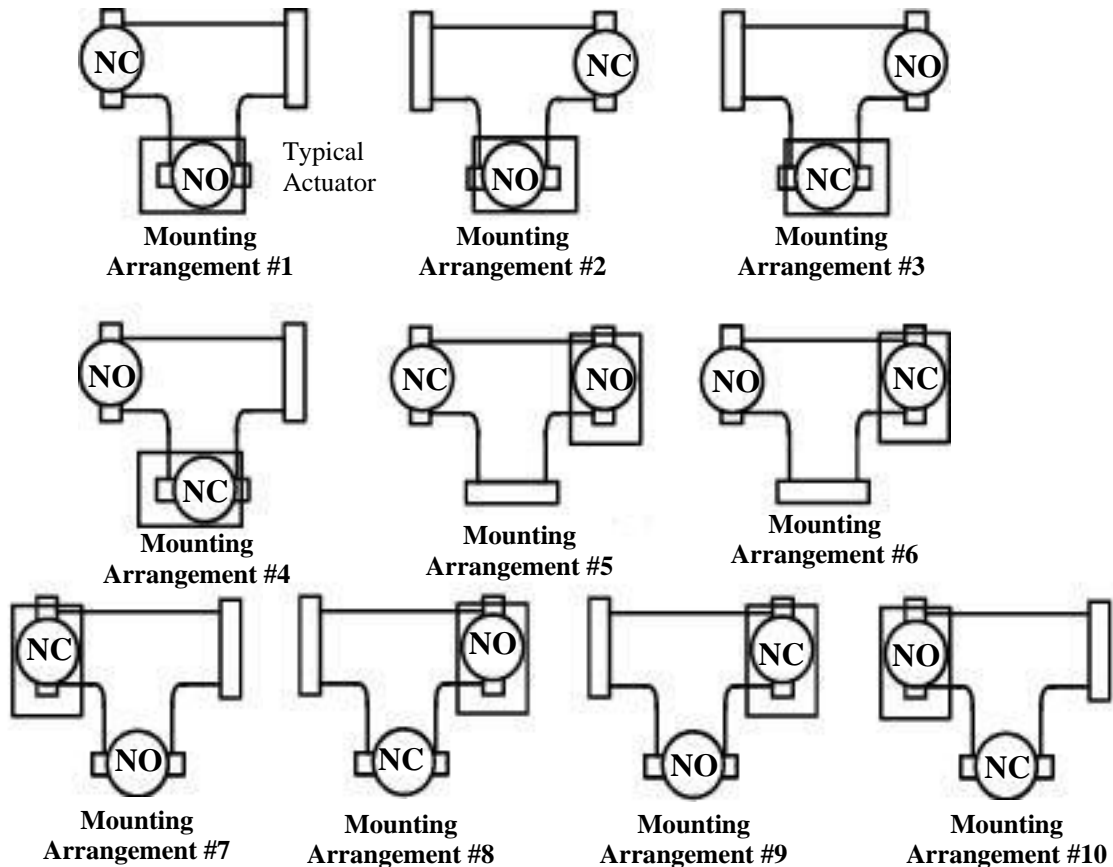 NC
NC
NO
NO
Typical
Actuator
NO
NC
Mounting
Arrangement #1
Mounting
Arrangement #2
Mounting
Arrangement #3
NO
NC
NC
NO
NO
NC
Mounting
Arrangement #4
Mounting
Arrangement #5
Mounting
Arrangement #6
NC
NO
NO
NC
NC
NO
NO
NC
Mounting
Arrangement #7
Mounting
Arrangement #8
Mounting
Arrangement #9
Mounting
Arrangement #10